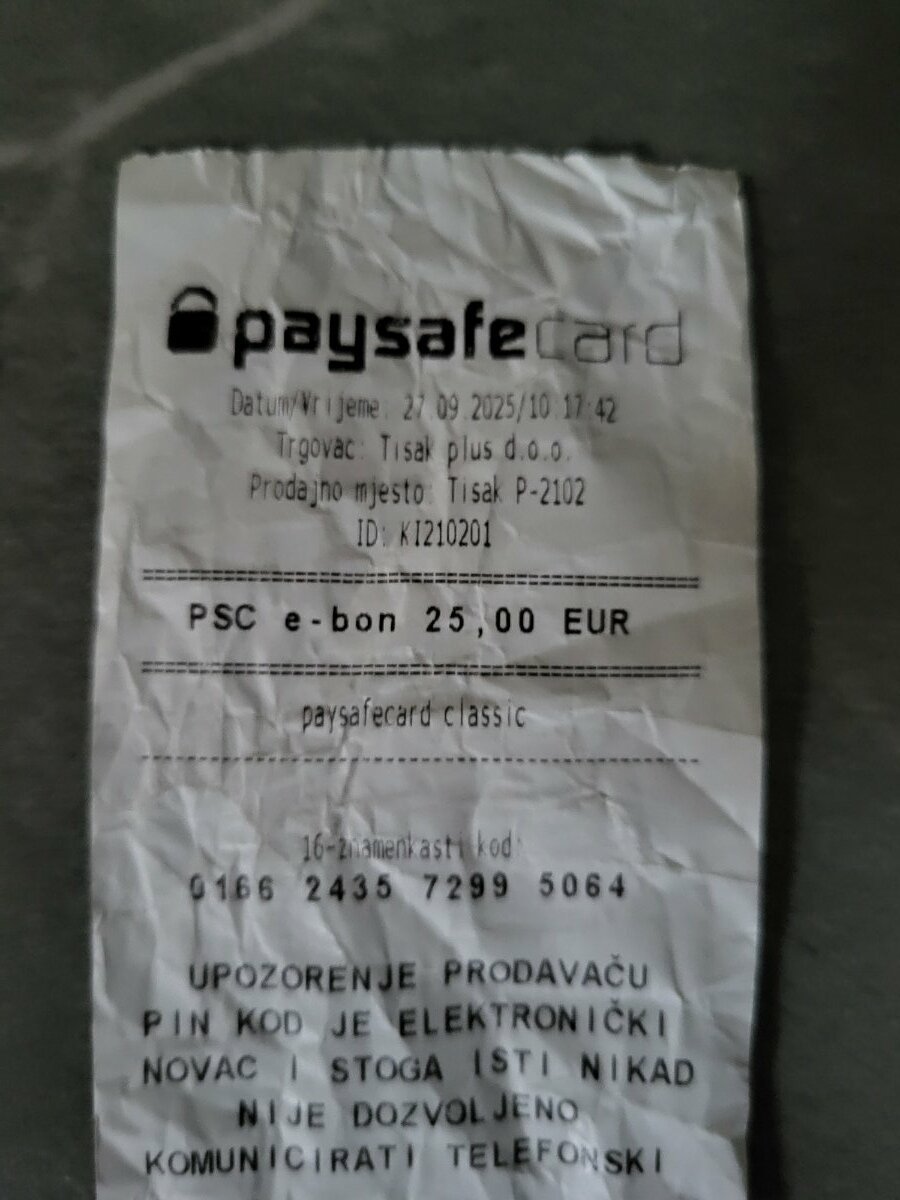 paysafecard
Datum/Vrijeme: 27.09.2025/10:17:42
Trgovac: Tisak plus d.o.o.
Prodajno mjesto: Tisak P-2102
ID: KI210201
PSC e-bon 25,00 EUR
paysafecard classic
16-znamenkasti kod:
0166 2435 7299 5064
UPOZORENJE PRODAVAČU
PIN KOD JE ELEKTRONIČKI
NOVAC I STOGA ISTI NIKAD
NIJE DOZVOLJENO
KOMUNICIRATI TELEFONSKI